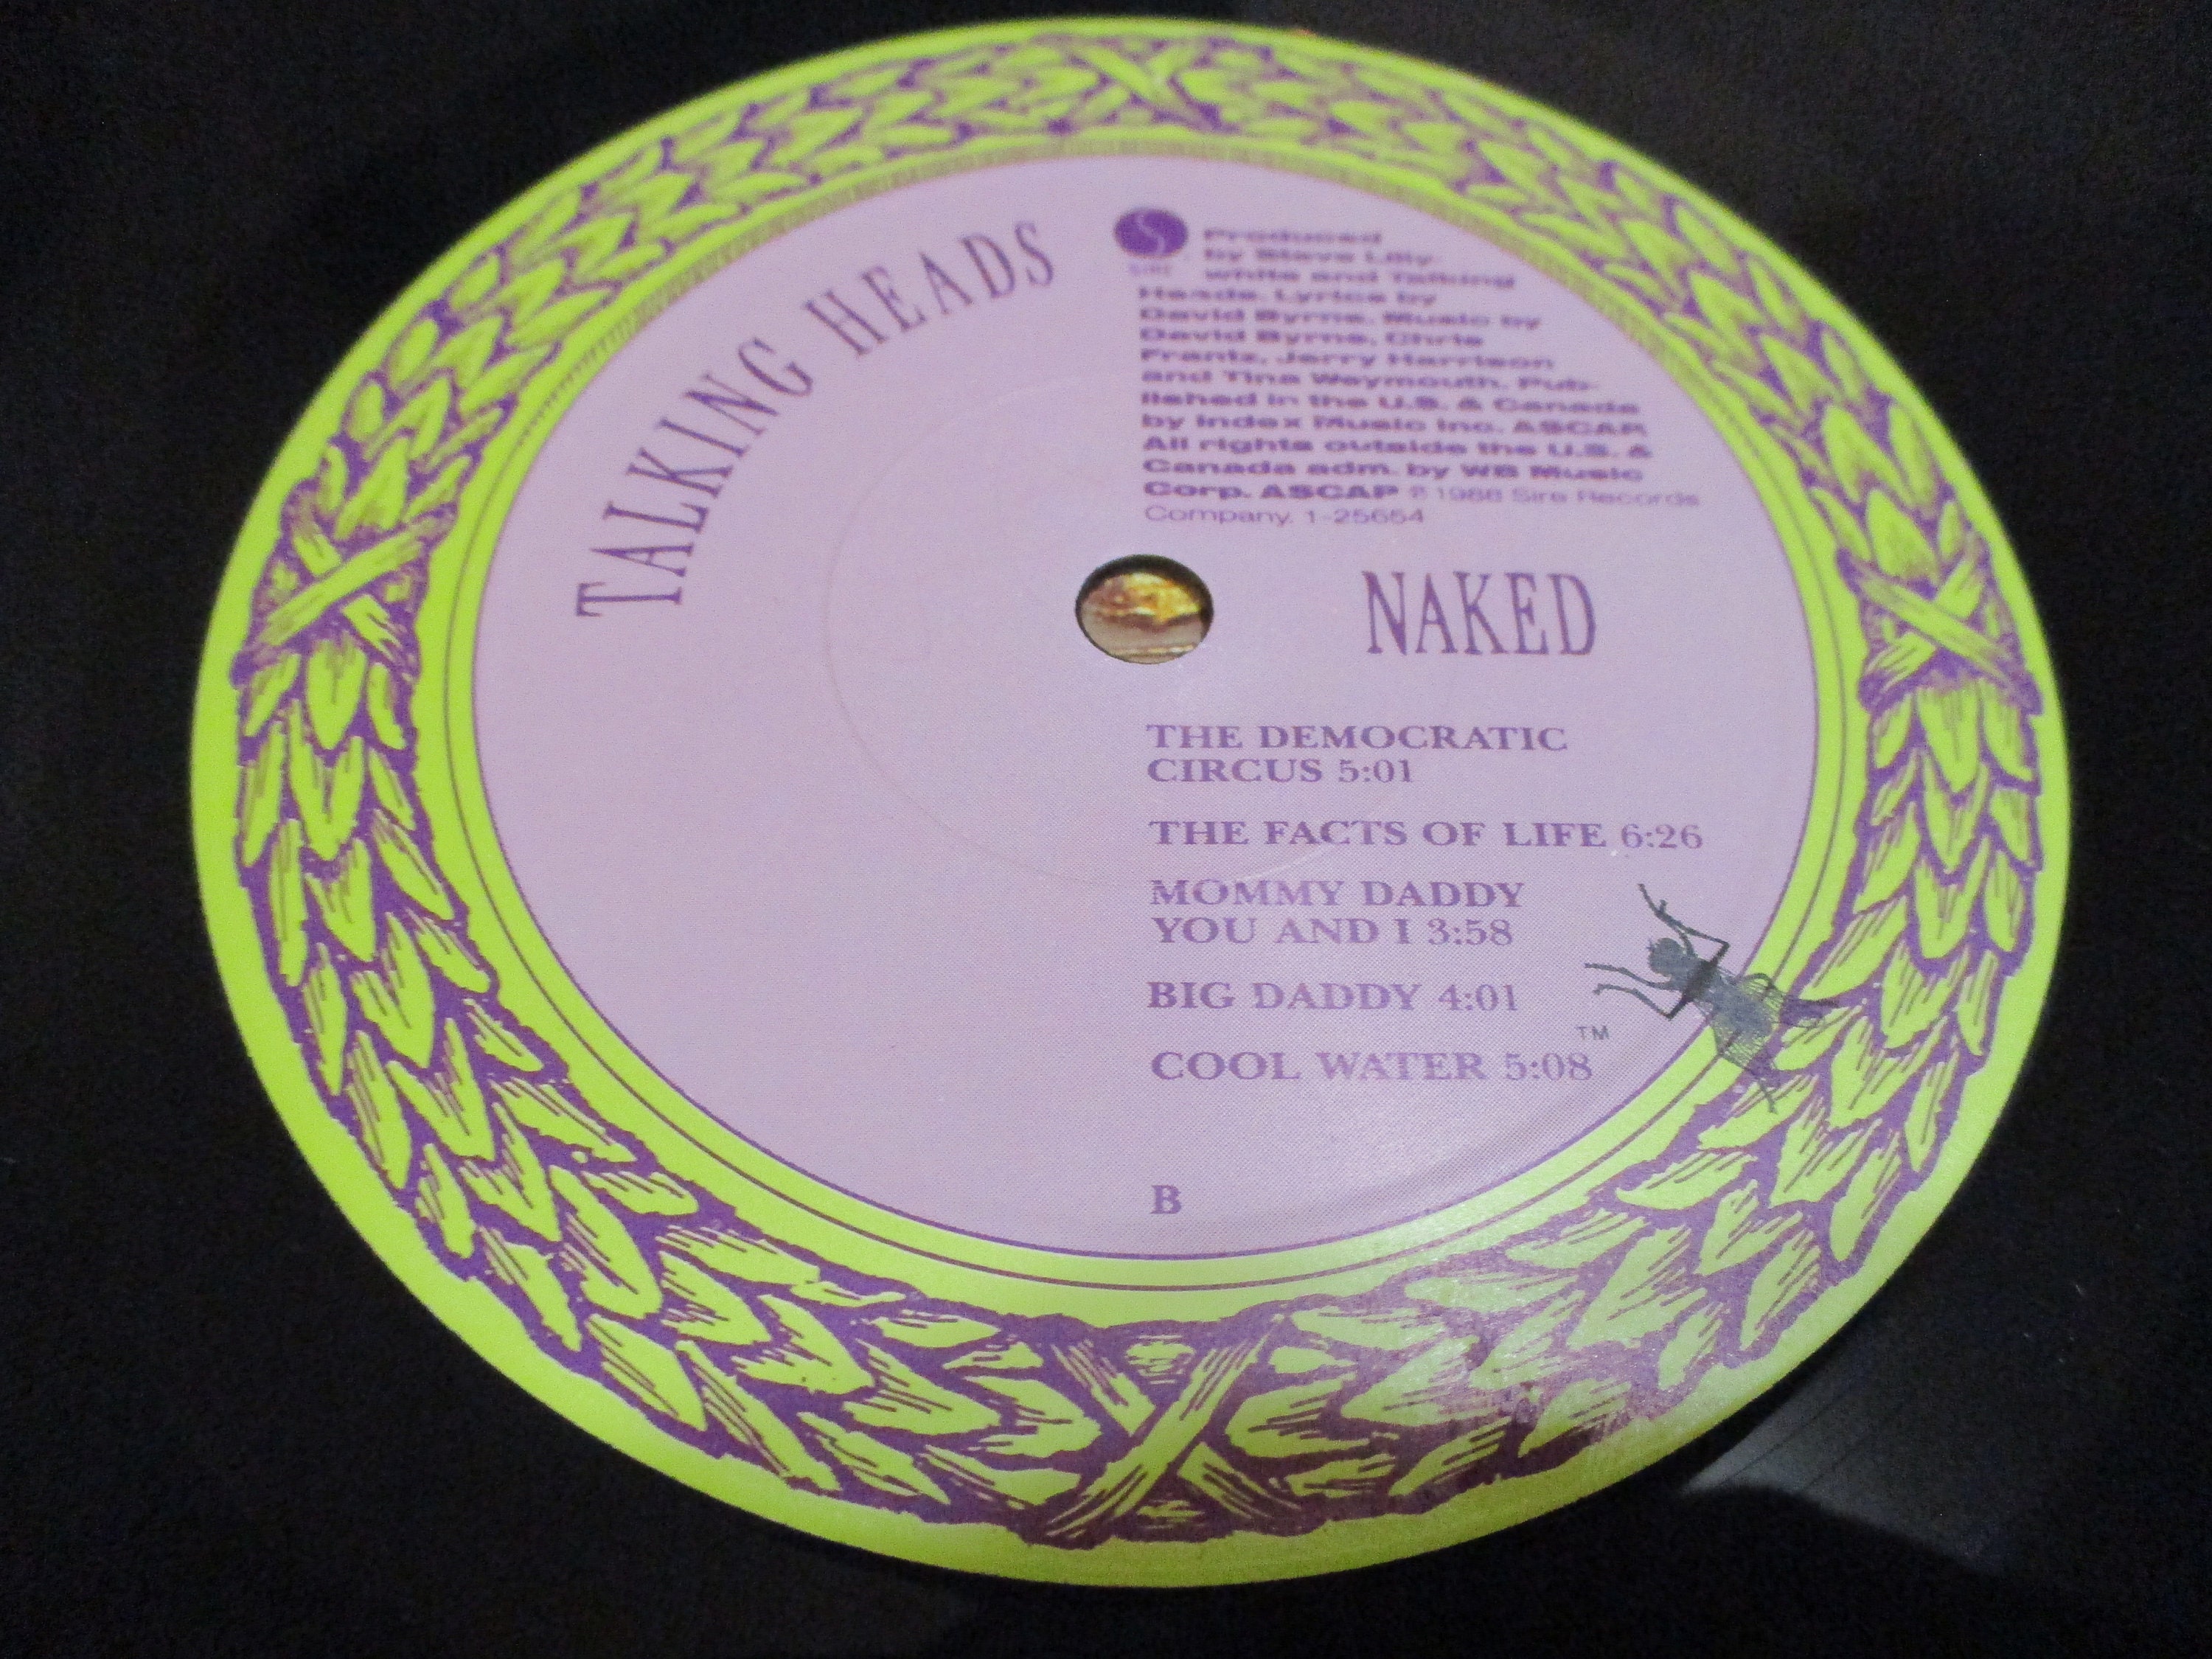 TALKING HEADS
SIRE
Produced
by Steve Lilly-
white and Talking
Heads. Lyrics by
David Byrne. Music by
David Byrne, Chris
Frantz, Jerry Harrison
and Tina Weymouth. Pub-
lished in the U.S. & Canada
by Index Music Inc. ASCAP.
All rights outside the U.S. &
Canada adm. by WB Music
Corp. ASCAP ℗ 1988 Sire Records
Company. 1-25654
NAKED
THE DEMOCRATIC
CIRCUS 5:01
THE FACTS OF LIFE 6:26
MOMMY DADDY
YOU AND I 3:58
BIG DADDY 4:01
TM
COOL WATER 5:08
B